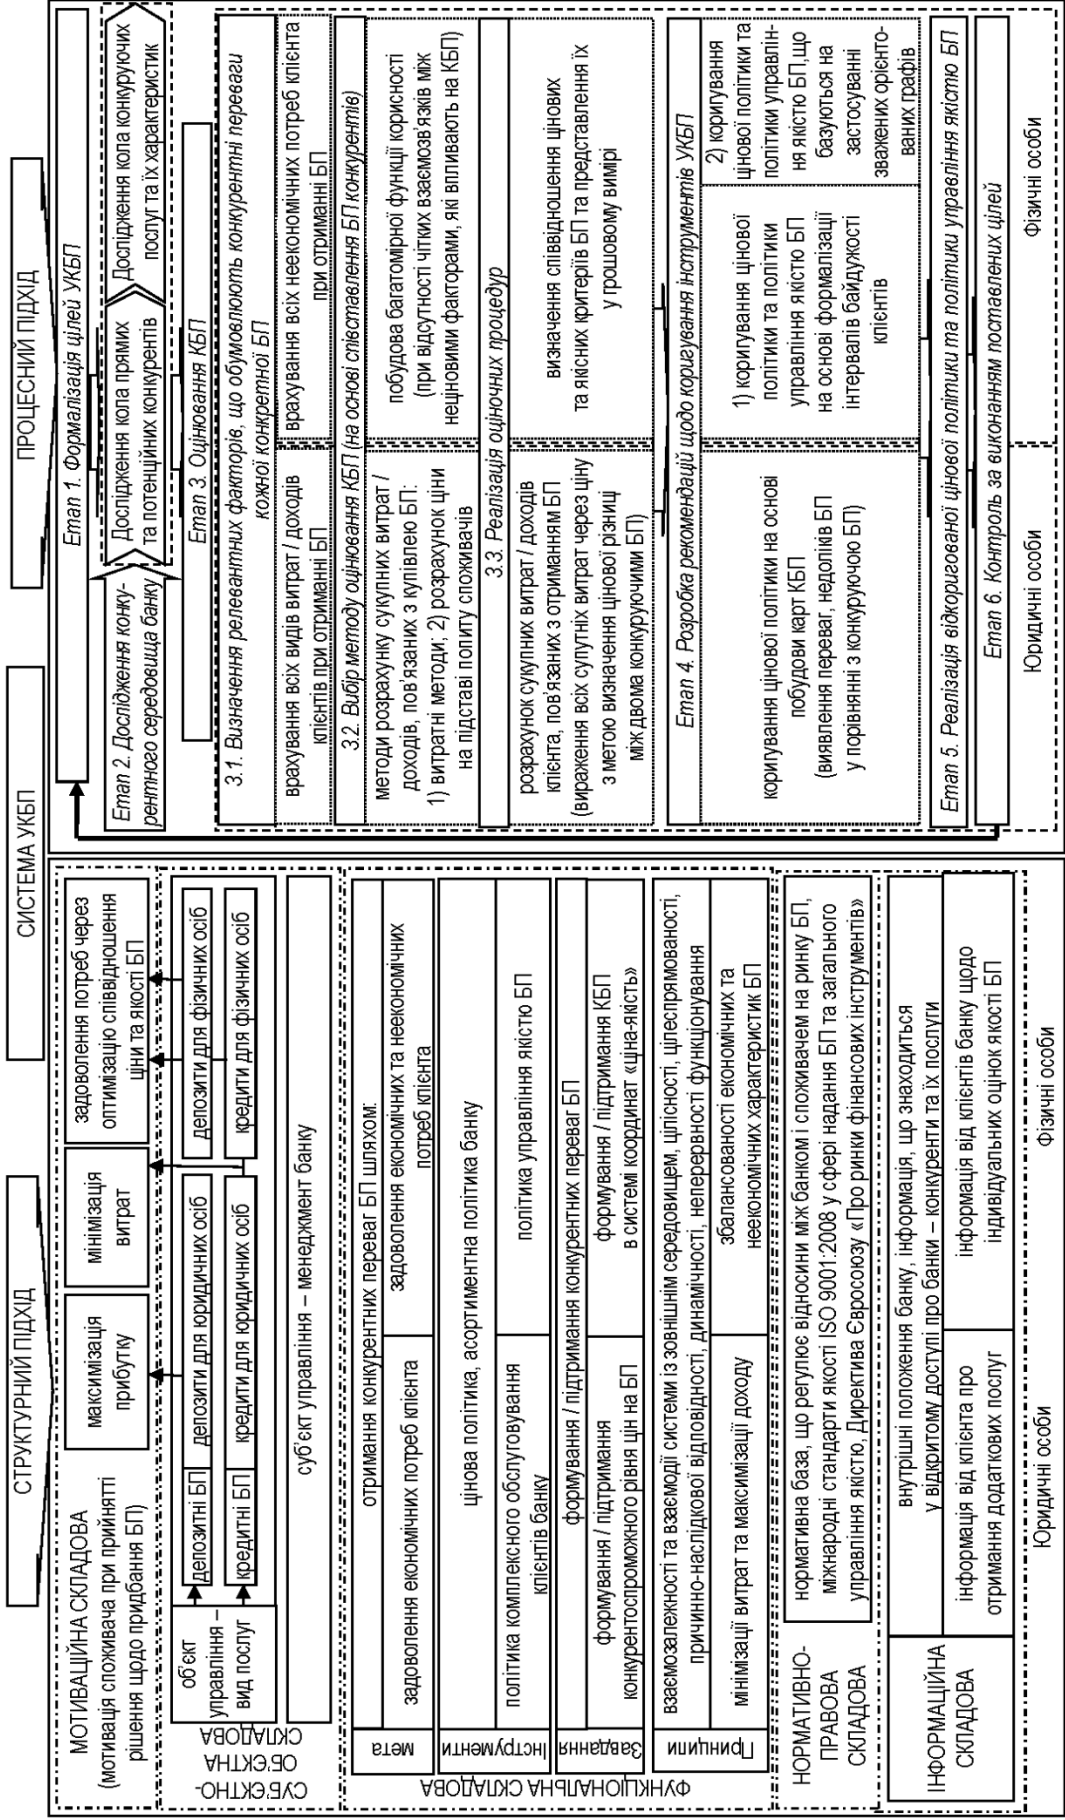 СИСТЕМА УКБП
СТРУКТУРНИЙ ПІДХІД
ПРОЦЕСНИЙ ПІДХІД
МОТИВАЦІЙНА СКЛАДОВА
(мотивація споживача при прийнятті
рішення щодо придбання БП)
максимізація
прибутку
мінімізація
витрат
задоволення потреб через
оптимізацію співвідношення
ціни та якості БП
СУБ'ЄКТНО-
ОБ'ЄКТНА
СКЛАДОВА
об'єкт
управління –
вид послуг
депозитні БП
депозити для юридичних осіб
депозити для фізичних осіб
кредитні БП
кредити для юридичних осіб
кредити для фізичних осіб
суб'єкт управління – менеджмент банку
ФУНКЦІОНАЛЬНА СКЛАДОВА
мета
отримання конкурентних переваг БП шляхом:
задоволення економічних потреб клієнта
задоволення економічних та неекономічних
потреб клієнта
Інструменти
цінова політика, асортиментна політика банку
політика комплексного обслуговування
клієнтів банку
політика управління якістю БП
Завдання
формування / підтримання конкурентних переваг БП
формування / підтримання
конкурентоспроможного рівня цін на БП
формування / підтримання КБП
в системі координат «ціна-якість»
Принципи
взаємозалежності та взаємодії системи із зовнішнім середовищем, цілісності, цілеспрямованості,
причинно-наслідкової відповідності, динамічності, неперервності функціонування
мінімізації витрат та максимізації доходу
збалансованості економічних та
неекономічних характеристик БП
НОРМАТИВНО-
ПРАВОВА
СКЛАДОВА
нормативна база, що регулює відносини між банком і споживачем на ринку БП,
міжнародні стандарти якості ISO 9001:2008 у сфері надання БП та загального
управління якістю, Директива Євросоюзу «Про ринки фінансових інструментів»
ІНФОРМАЦІЙНА
СКЛАДОВА
внутрішні положення банку, інформація, що знаходиться
у відкритому доступі про банки – конкуренти та їх послуги
інформація від клієнта про
отримання додаткових послуг
інформація від клієнтів банку щодо
індивідуальних оцінок якості БП
Юридичні особи
Фізичні особи
Етап 1. Формалізація цілей УКБП
Етап 2. Дослідження конку-
рентного середовища банку
Дослідження кола прямих
та потенційних конкурентів
Дослідження кола конкуруючих
послуг та їх характеристик
Етап 3. Оцінювання КБП
3.1. Визначення релевантних факторів, що обумовлюють конкурентні переваги
кожної конкретної БП
врахування всіх видів витрат / доходів
клієнтів при отриманні БП
врахування всіх неекономічних потреб клієнта
при отриманні БП
3.2. Вибір методу оцінювання КБП (на основі співставлення БП конкурентів)
методи розрахунку сукупних витрат /
доходів, пов'язаних з купівлею БП:
1) витратні методи; 2) розрахунок ціни
на підставі попиту споживачів
побудова багатомірної функції корисності
(при відсутності чітких взаємозв'язків між
неціновими факторами, які впливають на КБП)
3.3. Реалізація оціночних процедур
розрахунок сукупних витрат / доходів
клієнта, пов'язаних з отриманням БП
(вираження всіх супутніх витрат через ціну
з метою визначення цінової різниці
між двома конкуруючими БП)
визначення співвідношення цінових
та якісних критеріїв БП та представлення їх
у грошовому вимірі
Етап 4. Розробка рекомендацій щодо коригування інструментів УКБП
коригування цінової політики на основі
побудови карт КБП
(виявлення переваг, недоліків БП
у порівнянні з конкуруючою БП)
1) коригування цінової
політики та політики
управління якістю БП
на основі формалізації
інтервалів байдужості
клієнтів
2) коригування
цінової політики та
політики управлін-
ня якістю БП,що
базуються на
застосуванні
зважених орієнто-
ваних графів
Етап 5. Реалізація відкоригованої цінової політики та політики управління якістю БП
Етап 6. Контроль за виконанням поставлених цілей
Юридичні особи
Фізичні особи